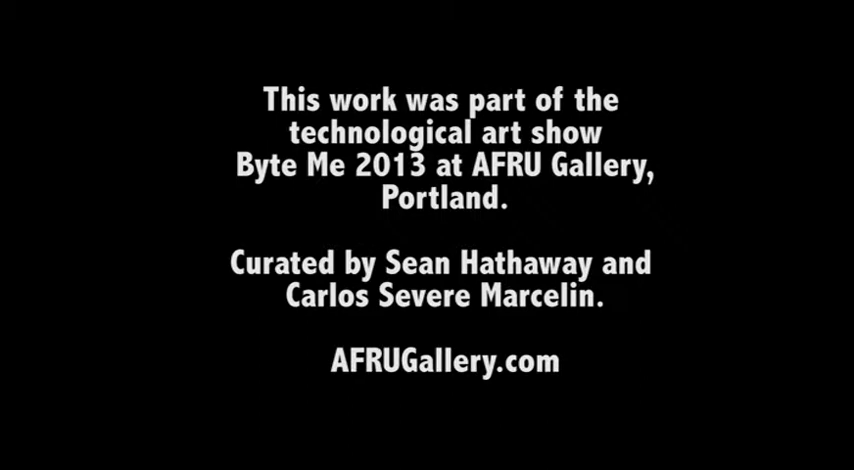 This work was part of the
technological art show
Byte Me 2013 at AFRU Gallery,
Portland.
Curated by Sean Hathaway and
Carlos Severe Marcelin.
AFRUGallery.com